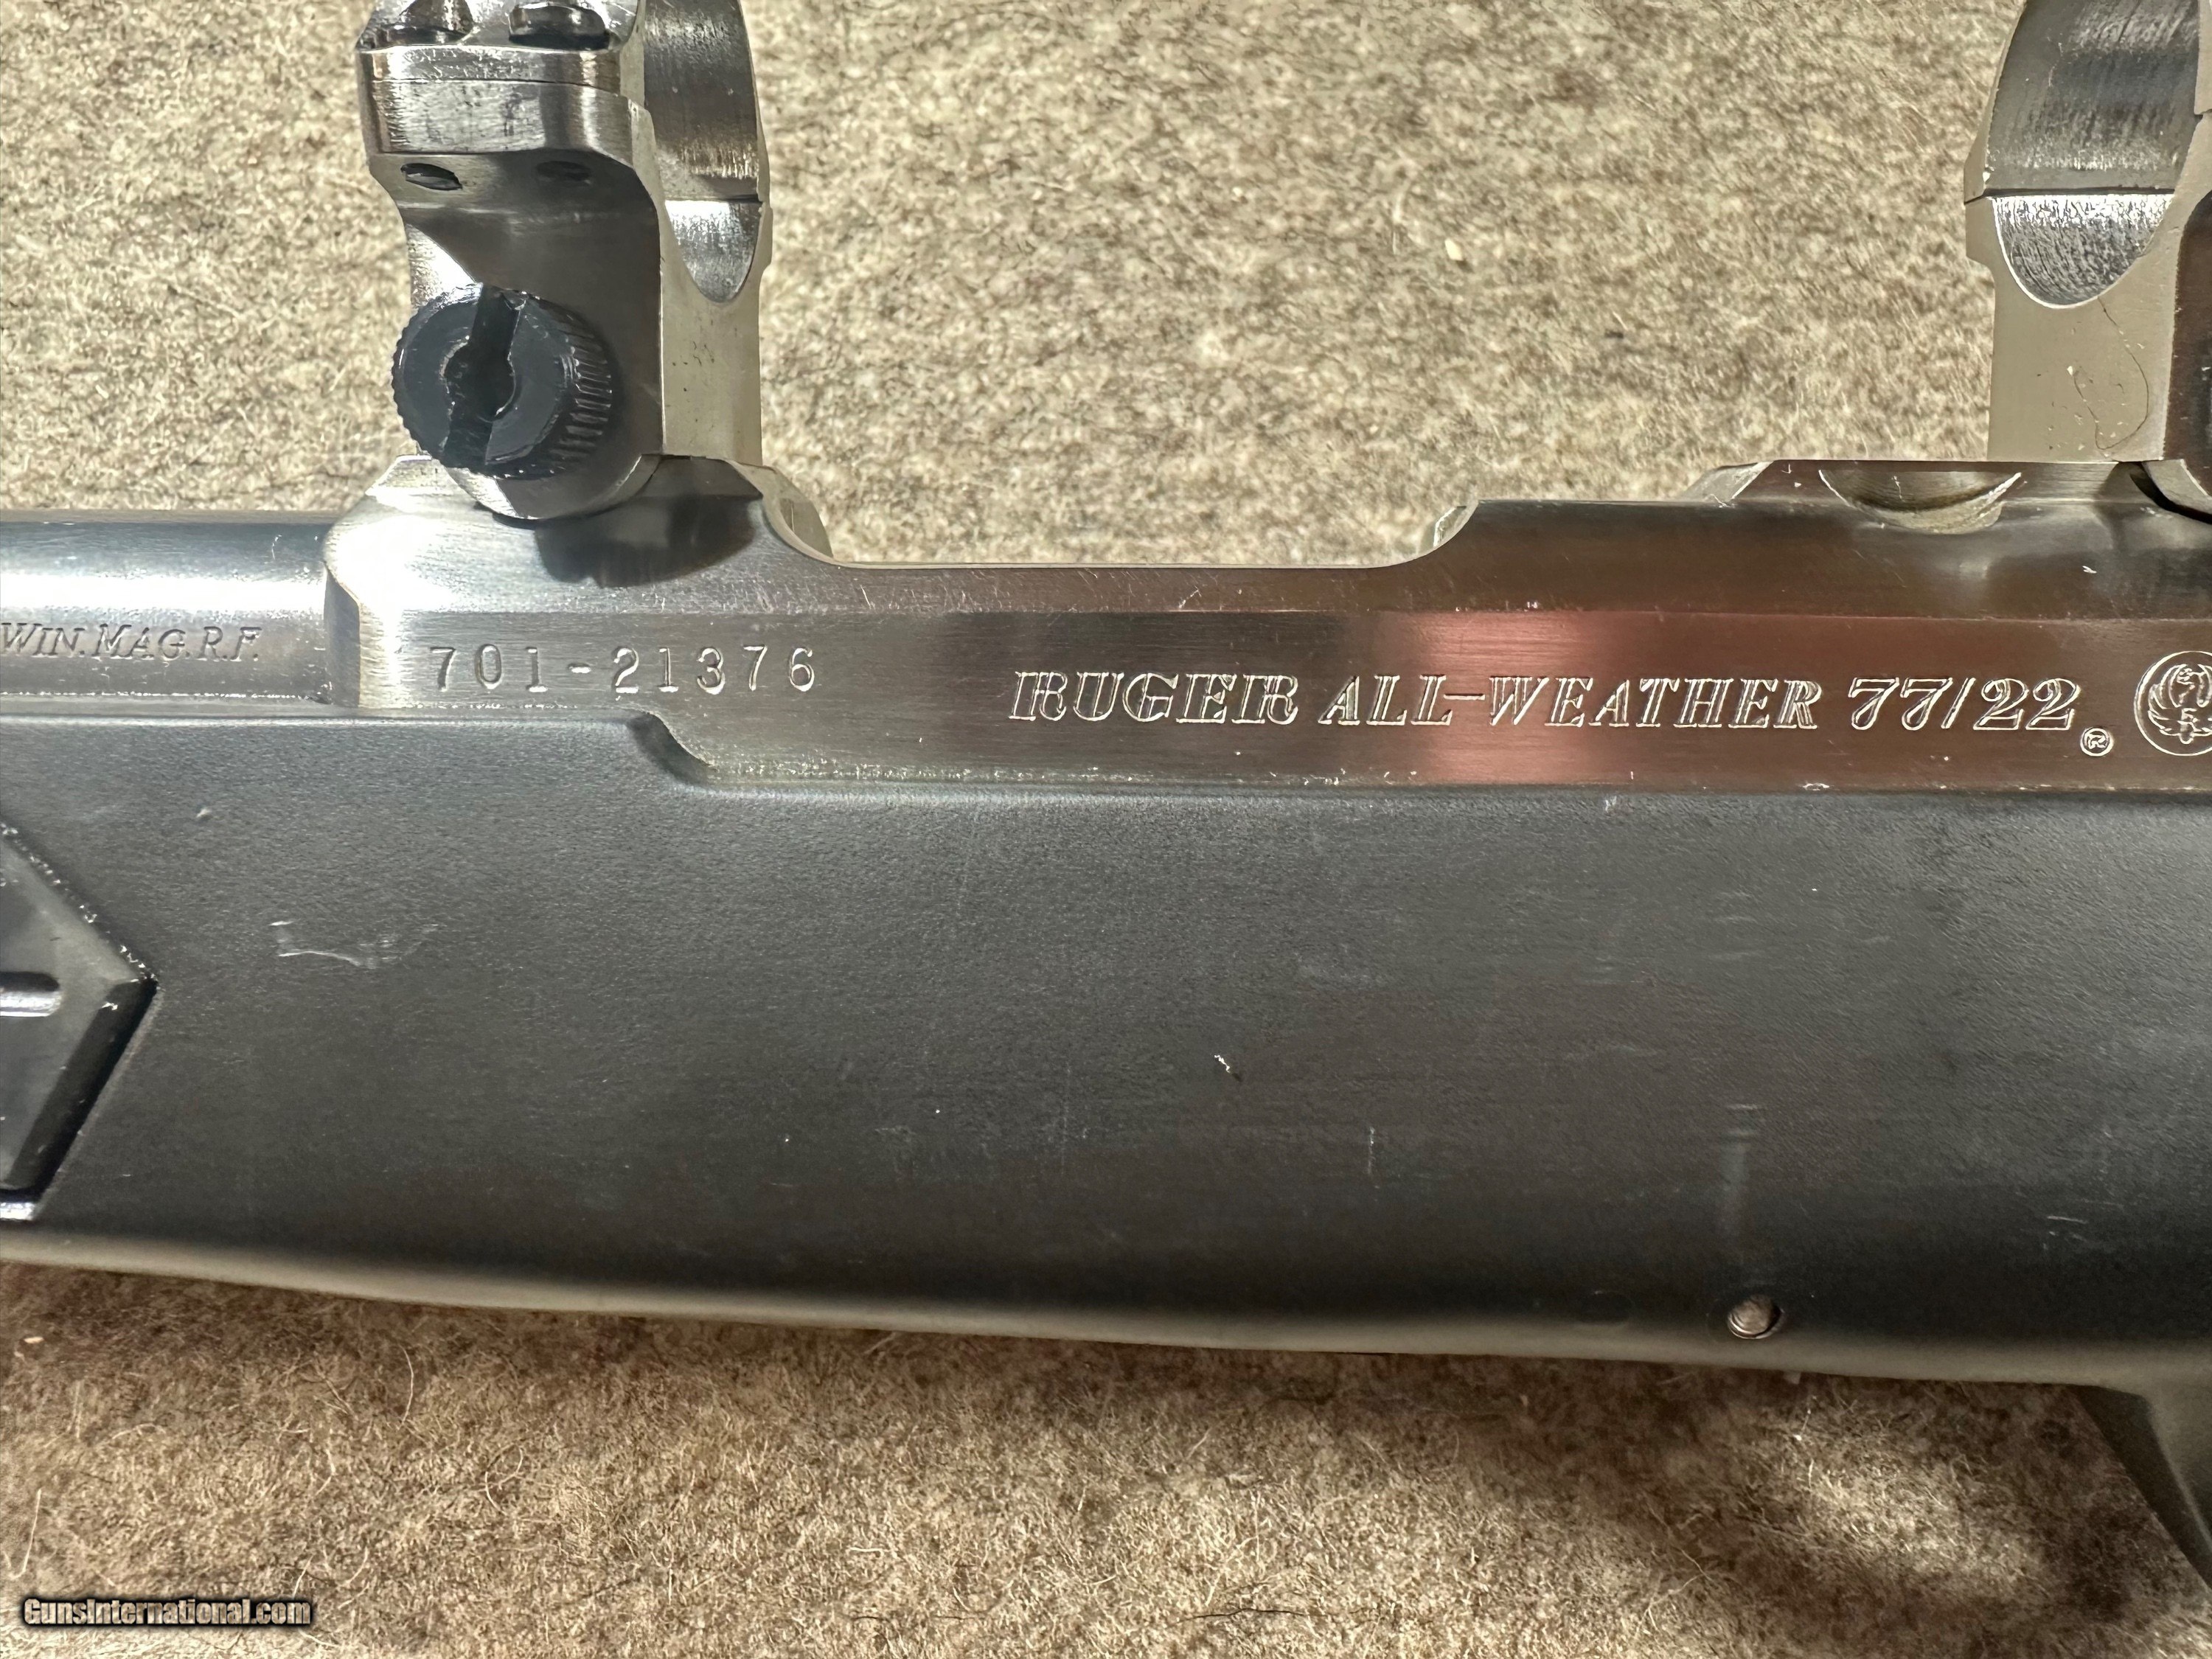 WIN. MAG. R.F.
701-21376
RUGER ALL-WEATHER 77/22 ®
GunsInternational.com